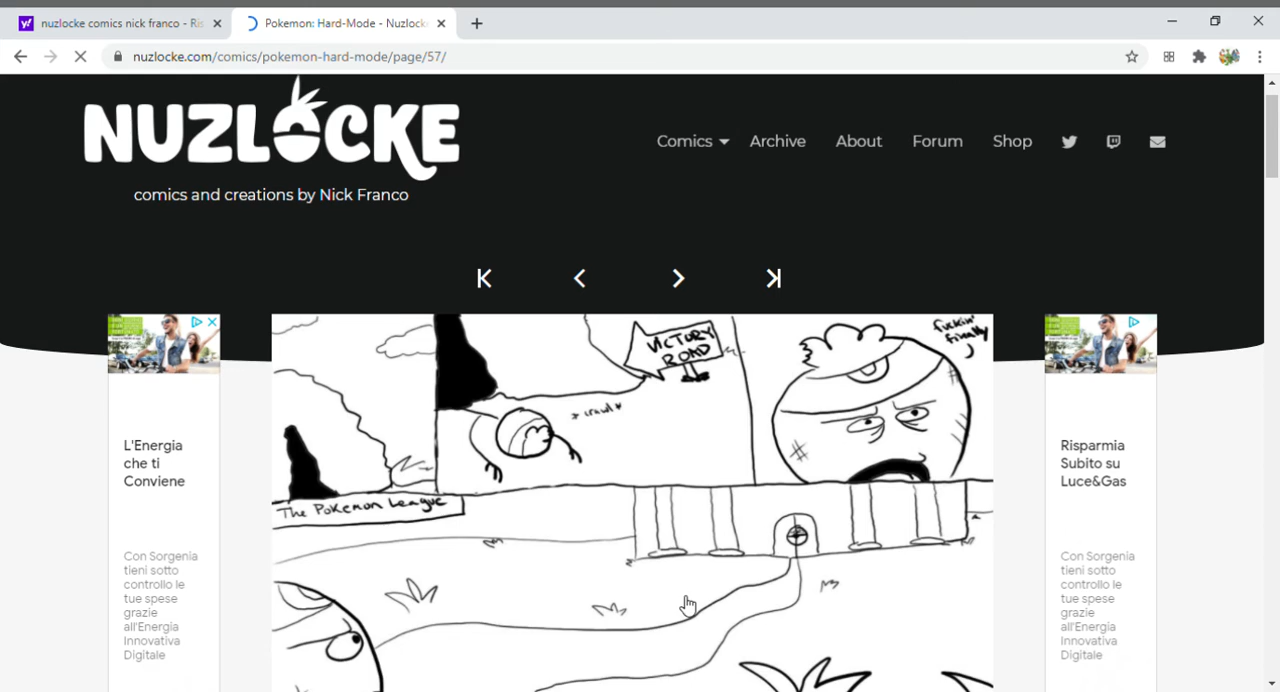 nuzlocke comics nick franco - Ris
Pokemon: Hard-Mode - Nuzlocke
nuzlocke.com/comics/pokemon-hard-mode/page/57/
NUZLOCKE
comics and creations by Nick Franco
Comics Archive About Forum Shop
VICTORY
ROAD
fuckin'
finally
*crawl*
The Pokemon League
L'Energia
che ti
Conviene
Con Sorgenia
tieni sotto
controllo le
tue spese
grazie
all'Energia
Innovativa
Digitale
Risparmia
Subito su
Luce&Gas
Con Sorgenia
tieni sotto
controllo le
tue spese
grazie
all'Energia
Innovativa
Digitale